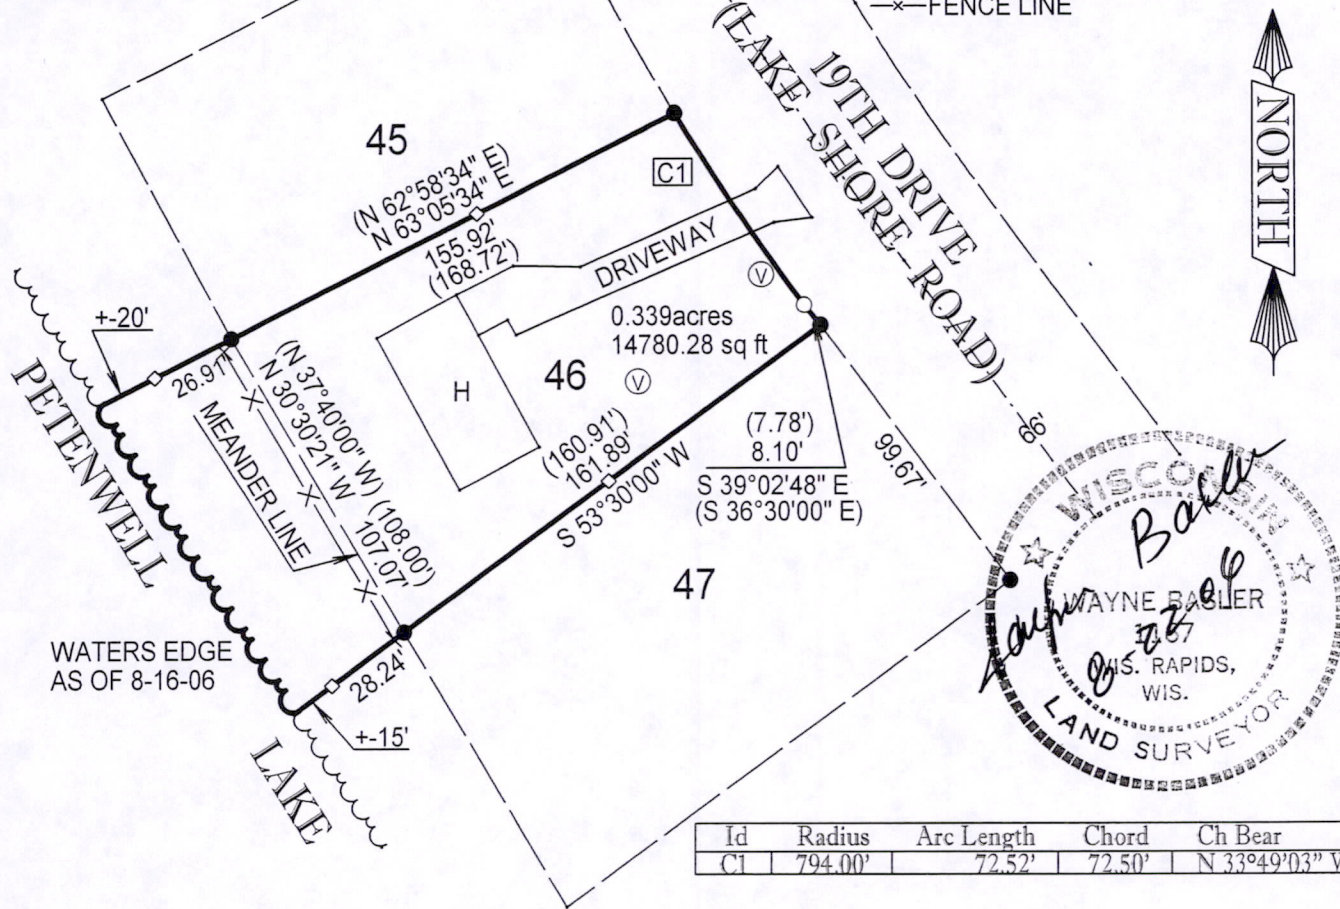 —x—FENCE LINE
19TH DRIVE
(LAKE SHORE ROAD)
NORTH
45
C1
(N 62°58'34" E)
N 63°05'34" E
155.92'
(168.72')
DRIVEWAY
V
0.339acres
14780.28 sq ft
+-20'
26.91'
(N 37°40'00" W) (108.00')
N 30°30'21" W 107.07'
MEANDER LINE
H
46
V
(160.91')
161.89'
S 53°30'00" W
(7.78')
8.10'
S 39°02'48" E
(S 36°30'00" E)
99.67'
66'
PETENWELL
LAKE
47
WATERS EDGE
AS OF 8-16-06
28.24'
+-15'
WISCONSIN
WAYNE BASLER
WIS. RAPIDS,
WIS.
LAND SURVEYOR
Id Radius Arc Length Chord Ch Bear
C1 794.00' 72.52' 72.50' N 33°49'03" W